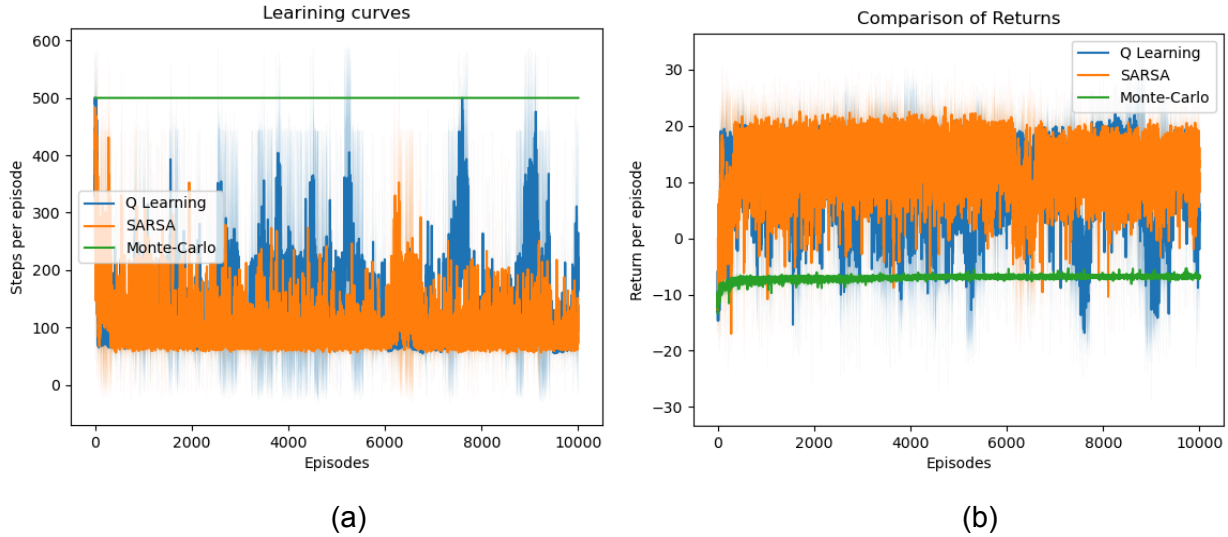 Learining curves
600
500
400
300
200
100
0
Steps per episode
Q Learning
SARSA
Monte-Carlo
0 2000 4000 6000 8000 10000
Episodes
(a)
Comparison of Returns
30
20
10
0
−10
−20
−30
Return per episode
Q Learning
SARSA
Monte-Carlo
0 2000 4000 6000 8000 10000
Episodes
(b)